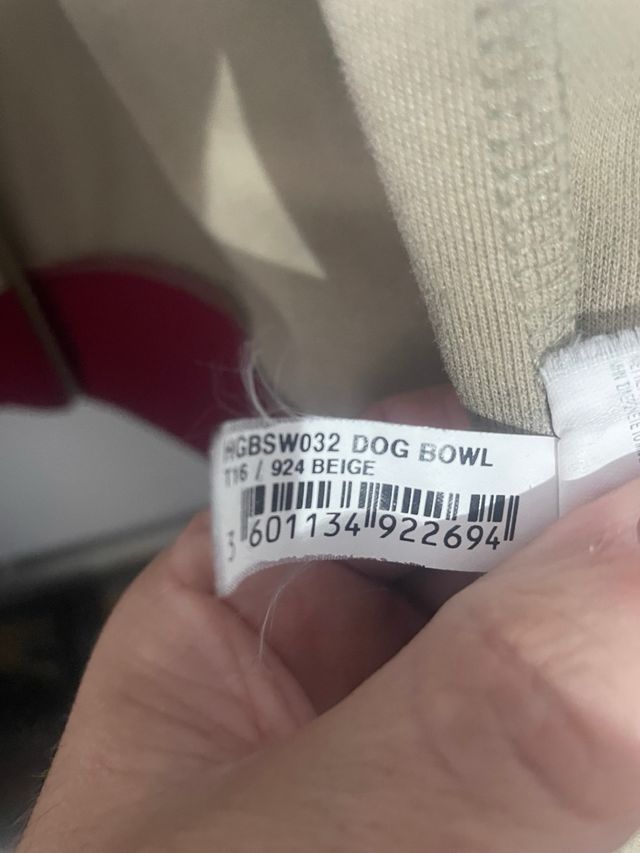 HGBSW032 DOG BOWL
T16 / 924 BEIGE
3 601134 922694